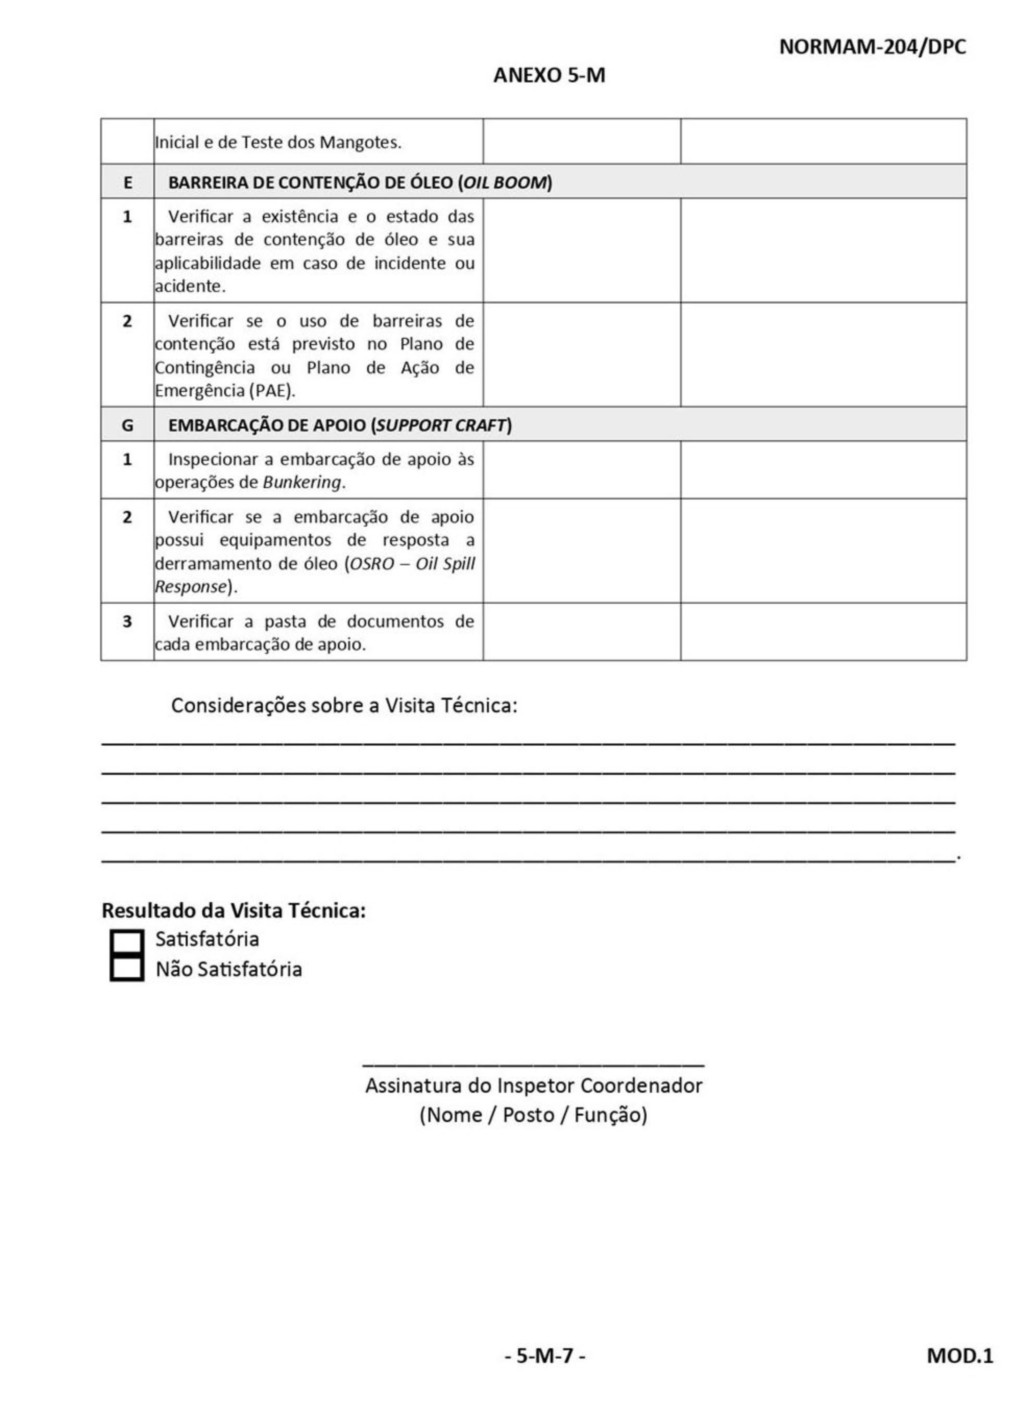 NORMAM-204/DPC
ANEXO 5-M
Inicial e de Teste dos Mangotes.
E BARREIRA DE CONTENÇÃO DE ÓLEO (OIL BOOM)
1 Verificar a existência e o estado das
barreiras de contenção de óleo e sua
aplicabilidade em caso de incidente ou
acidente.
2 Verificar se o uso de barreiras de
contenção está previsto no Plano de
Contingência ou Plano de Ação de
Emergência (PAE).
G EMBARCAÇÃO DE APOIO (SUPPORT CRAFT)
1 Inspecionar a embarcação de apoio às
operações de Bunkering.
2 Verificar se a embarcação de apoio
possui equipamentos de resposta a
derramamento de óleo (OSRO – Oil Spill
Response).
3 Verificar a pasta de documentos de
cada embarcação de apoio.
Considerações sobre a Visita Técnica:
.
Resultado da Visita Técnica:
Satisfatória
Não Satisfatória
Assinatura do Inspetor Coordenador
(Nome / Posto / Função)
- 5-M-7 -
MOD.1